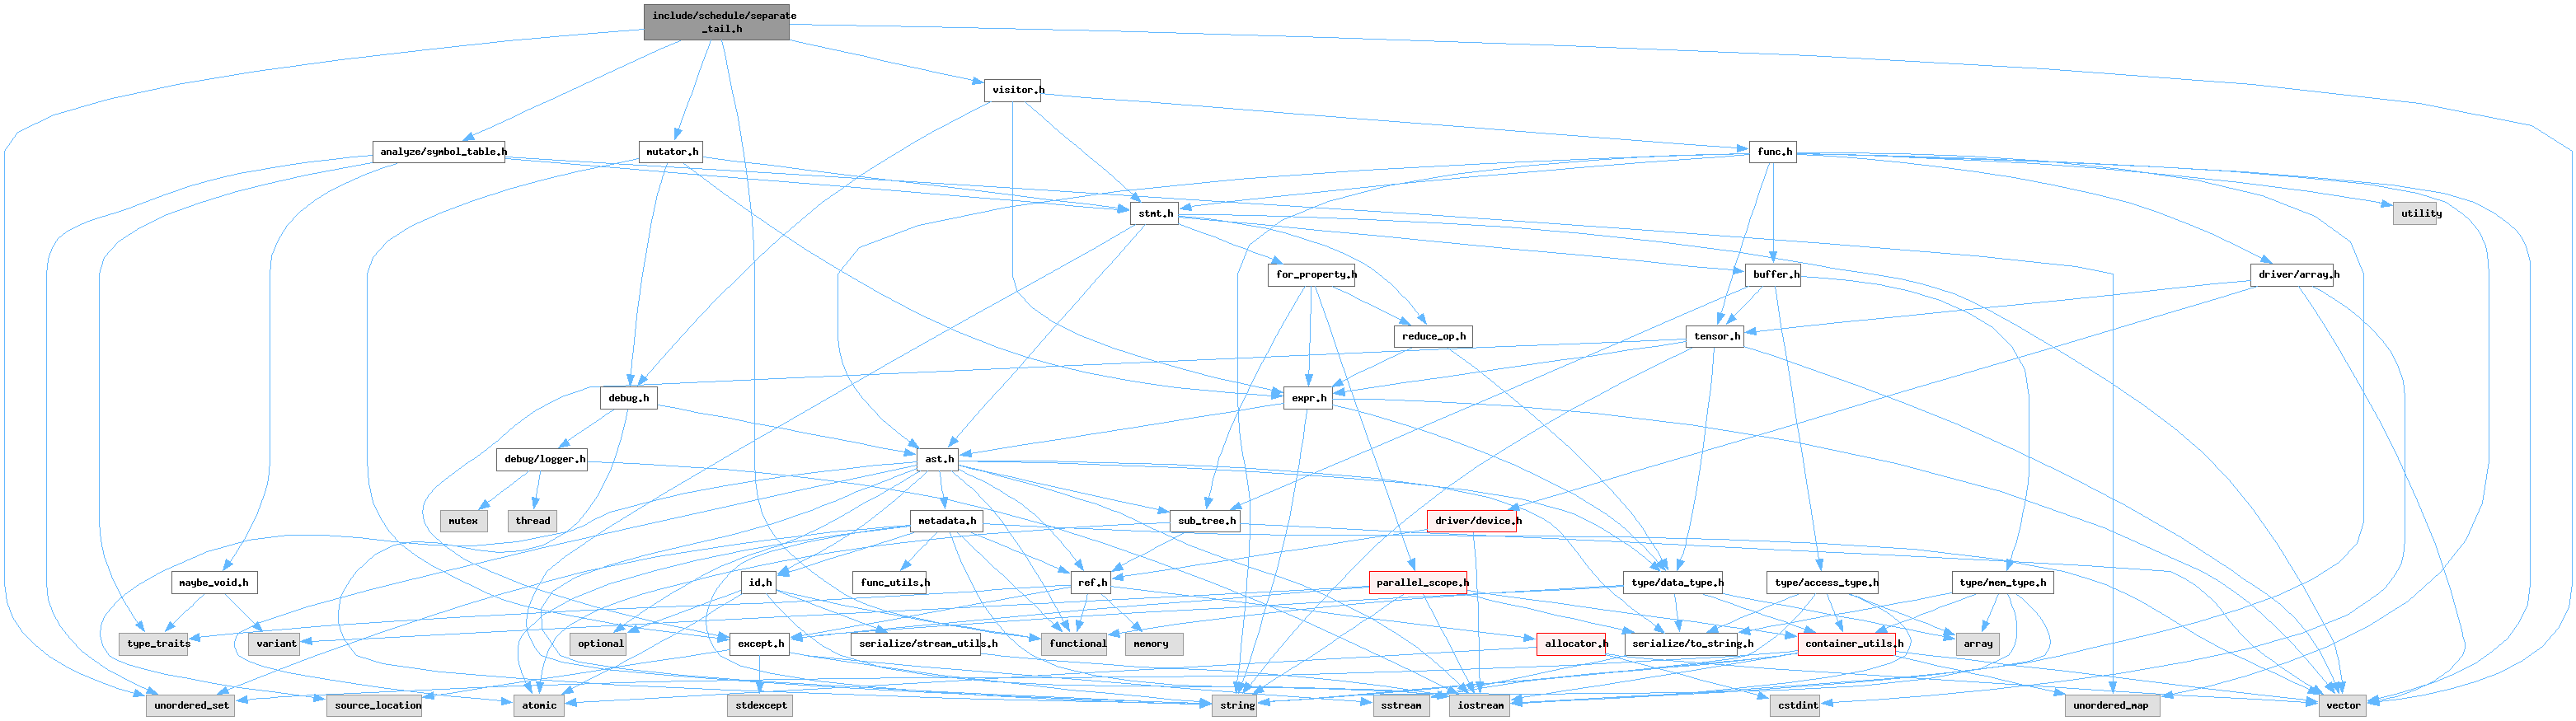 include/schedule/separate
_tail.h
visitor.h
analyze/symbol_table.h
mutator.h
func.h
stmt.h
utility
for_property.h
buffer.h
driver/array.h
reduce_op.h
tensor.h
debug.h
expr.h
debug/logger.h
ast.h
mutex
thread
metadata.h
sub_tree.h
driver/device.h
maybe_void.h
id.h
func_utils.h
ref.h
parallel_scope.h
type/data_type.h
type/access_type.h
type/mem_type.h
type_traits
variant
optional
except.h
serialize/stream_utils.h
functional
memory
allocator.h
serialize/to_string.h
container_utils.h
array
unordered_set
source_location
atomic
stdexcept
string
sstream
iostream
cstdint
unordered_map
vector